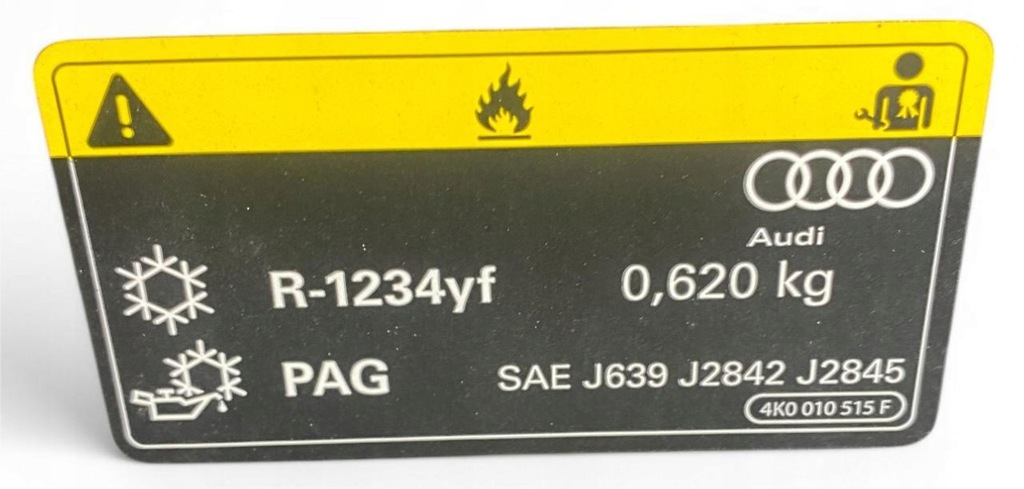 Audi
R-1234yf 0,620 kg
PAG SAE J639 J2842 J2845
4K0 010 515 F